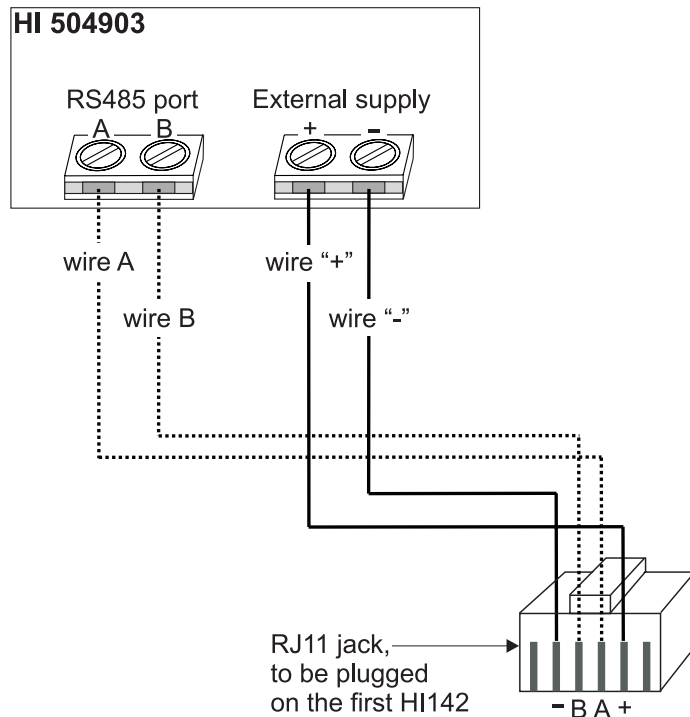 HI 504903
RS485 port
External supply
A B
+ -
wire A
wire "+"
wire B
wire "-"
RJ11 jack,
to be plugged
on the first HI142
- B A +